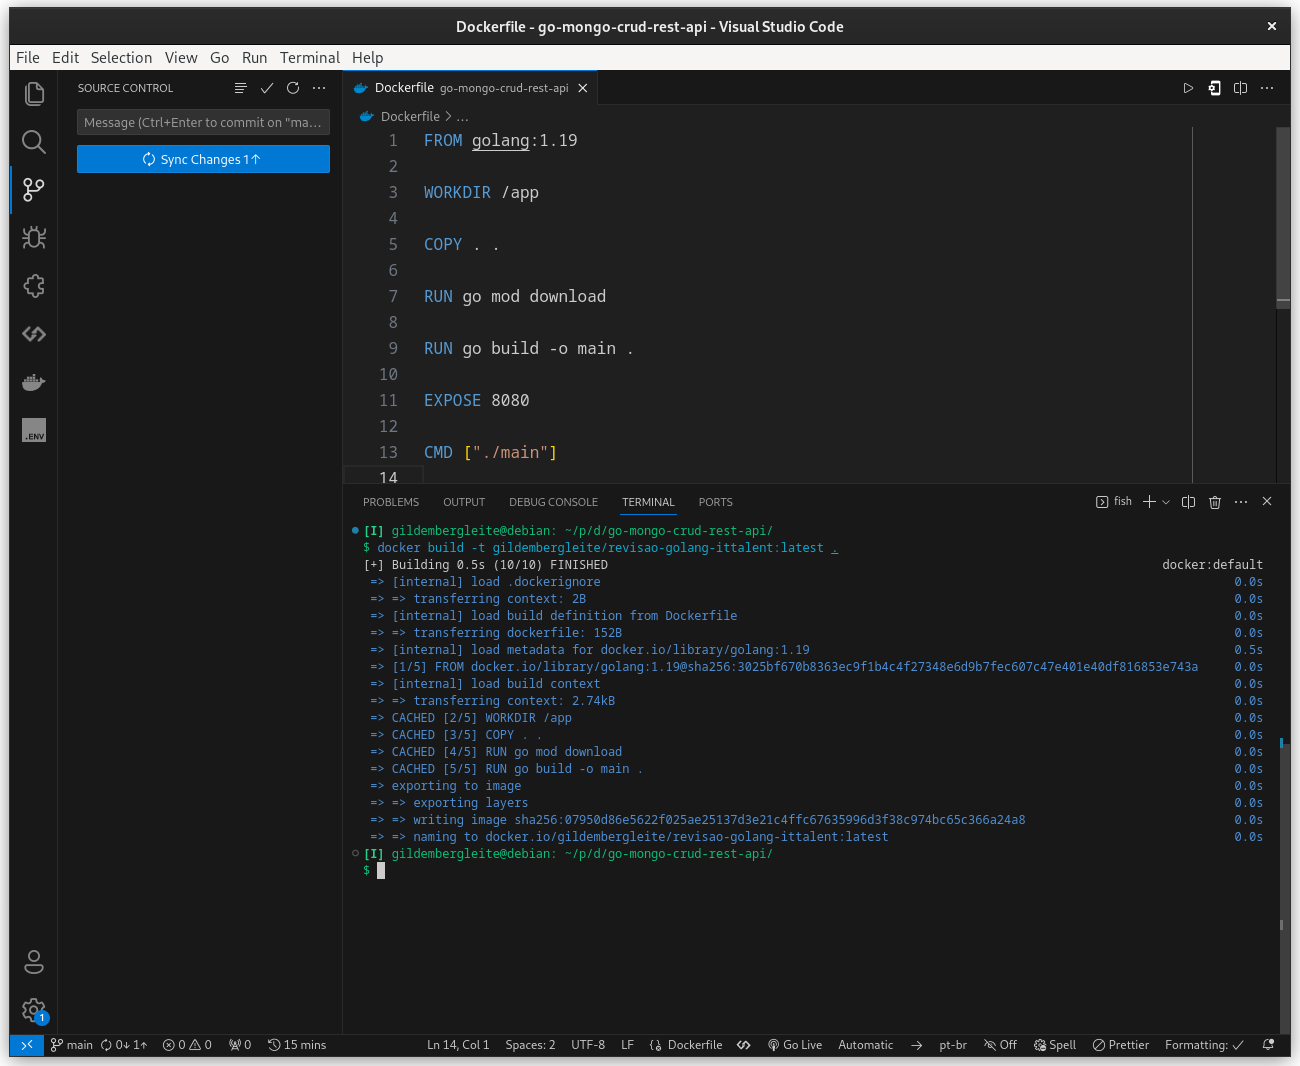 Dockerfile - go-mongo-crud-rest-api - Visual Studio Code
File Edit Selection View Go Run Terminal Help
SOURCE CONTROL
Message (Ctrl+Enter to commit on "ma...
Sync Changes 1↑
.ENV
1
Dockerfile go-mongo-crud-rest-api
Dockerfile > ...
1 FROM golang:1.19
2
3 WORKDIR /app
4
5 COPY . .
6
7 RUN go mod download
8
9 RUN go build -o main .
10
11 EXPOSE 8080
12
13 CMD ["./main"]
14
PROBLEMS OUTPUT DEBUG CONSOLE TERMINAL PORTS fish
[I] gildembergleite@debian: ~/p/d/go-mongo-crud-rest-api/
$ docker build -t gildembergleite/revisao-golang-ittalent:latest .
[+] Building 0.5s (10/10) FINISHED docker:default
=> [internal] load .dockerignore 0.0s
=> => transferring context: 2B 0.0s
=> [internal] load build definition from Dockerfile 0.0s
=> => transferring dockerfile: 152B 0.0s
=> [internal] load metadata for docker.io/library/golang:1.19 0.5s
=> [1/5] FROM docker.io/library/golang:1.19@sha256:3025bf670b8363ec9f1b4c4f27348e6d9b7fec607c47e401e40df816853e743a 0.0s
=> [internal] load build context 0.0s
=> => transferring context: 2.74kB 0.0s
=> CACHED [2/5] WORKDIR /app 0.0s
=> CACHED [3/5] COPY . . 0.0s
=> CACHED [4/5] RUN go mod download 0.0s
=> CACHED [5/5] RUN go build -o main . 0.0s
=> exporting to image 0.0s
=> => exporting layers 0.0s
=> => writing image sha256:07950d86e5622f025ae25137d3e21c4ffc67635996d3f38c974bc65c366a24a8 0.0s
=> => naming to docker.io/gildembergleite/revisao-golang-ittalent:latest 0.0s
[I] gildembergleite@debian: ~/p/d/go-mongo-crud-rest-api/
$
main 0↓ 1↑ 0 0 0 15 mins Ln 14, Col 1 Spaces: 2 UTF-8 LF Dockerfile Go Live Automatic → pt-br Off Spell Prettier Formatting: ✓